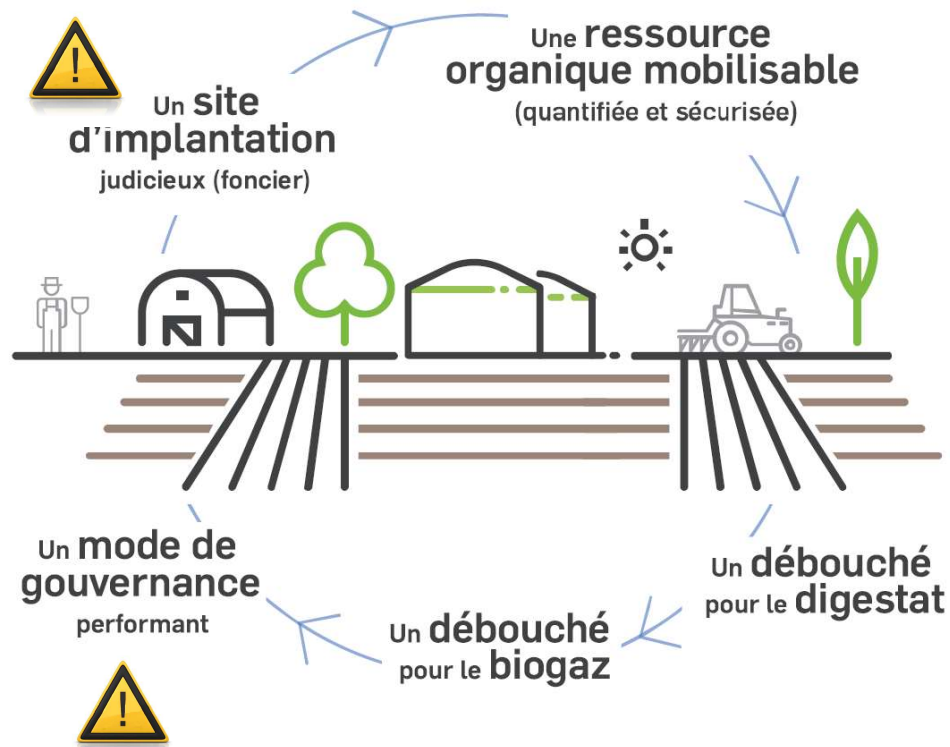 Un site
d'implantation
judicieux (foncier)
Une ressource
organique mobilisable
(quantifiée et sécurisée)
Un débouché
pour le digestat
Un débouché
pour le biogaz
Un mode de
gouvernance
performant